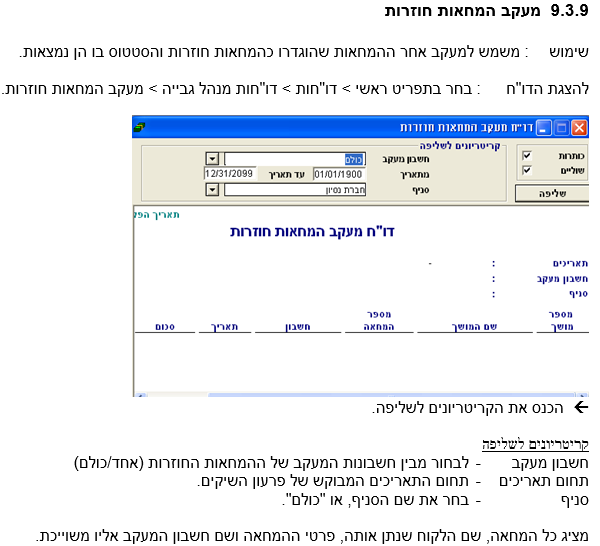 9.3.9 מעקב המחאות חוזרות
שימוש : משמש למעקב אחר ההמחאות שהוגדרו כהמחאות חוזרות והסטטוס בו הן נמצאות.
להצגת הדו"ח : בחר בתפריט ראשי > דו"חות > דו"חות מנהל גבייה > מעקב המחאות חוזרות.
דו"ח מעקב המחאות חוזרות
קריטריונים לשליפה
כותרות
שוליים
שליפה
חשבון מעקב כולם
מתאריך 01/01/1900 עד תאריך 12/31/2099
סניף חברת נסיון
תאריך הפ
דו"ח מעקב המחאות חוזרות
תאריכים : -
חשבון מעקב :
סניף :
מספר מושך שם המושך מספר המחאה חשבון תאריך סכום
← הכנס את הקריטריונים לשליפה.
קריטריונים לשליפה
חשבון מעקב - לבחור מבין חשבונות המעקב של ההמחאות החוזרות (אחד/כולם)
תחום תאריכים - תחום התאריכים המבוקש של פרעון השיקים.
סניף - בחר את שם הסניף, או "כולם".
מציג כל המחאה, שם הלקוח שנתן אותה, פרטי ההמחאה ושם חשבון המעקב אליו משוייכת.